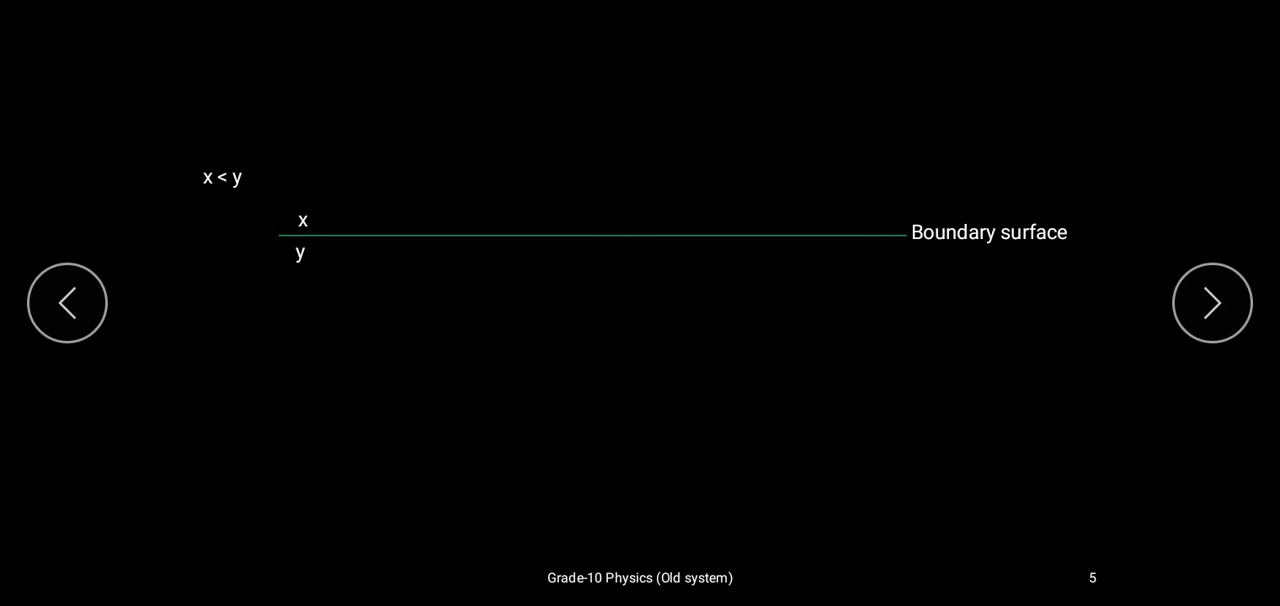 x < y
x
y
Boundary surface
Grade-10 Physics (Old system)
5